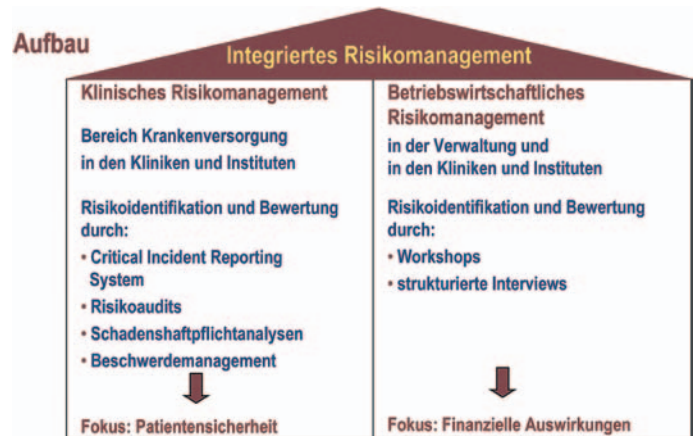 Aufbau
Integriertes Risikomanagement
Klinisches Risikomanagement
Bereich Krankenversorgung
in den Kliniken und Instituten
Risikoidentifikation und Bewertung
durch:
• Critical Incident Reporting
System
• Risikoaudits
• Schadenshaftpflichtanalysen
• Beschwerdemanagement
Fokus: Patientensicherheit
Betriebswirtschaftliches
Risikomanagement
in der Verwaltung und
in den Kliniken und Instituten
Risikoidentifikation und Bewertung
durch:
• Workshops
• strukturierte Interviews
Fokus: Finanzielle Auswirkungen